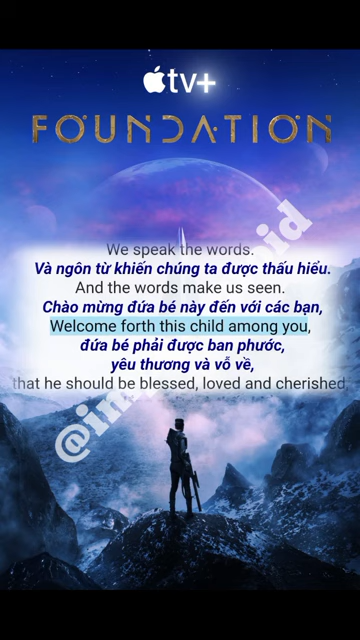 tv+
FOUNDATION
We speak the words.
Và ngôn từ khiến chúng ta được thấu hiểu.
And the words make us seen.
Chào mừng đứa bé này đến với các bạn,
Welcome forth this child among you,
đứa bé phải được ban phước,
yêu thương và vỗ về,
that he should be blessed, loved and cherished